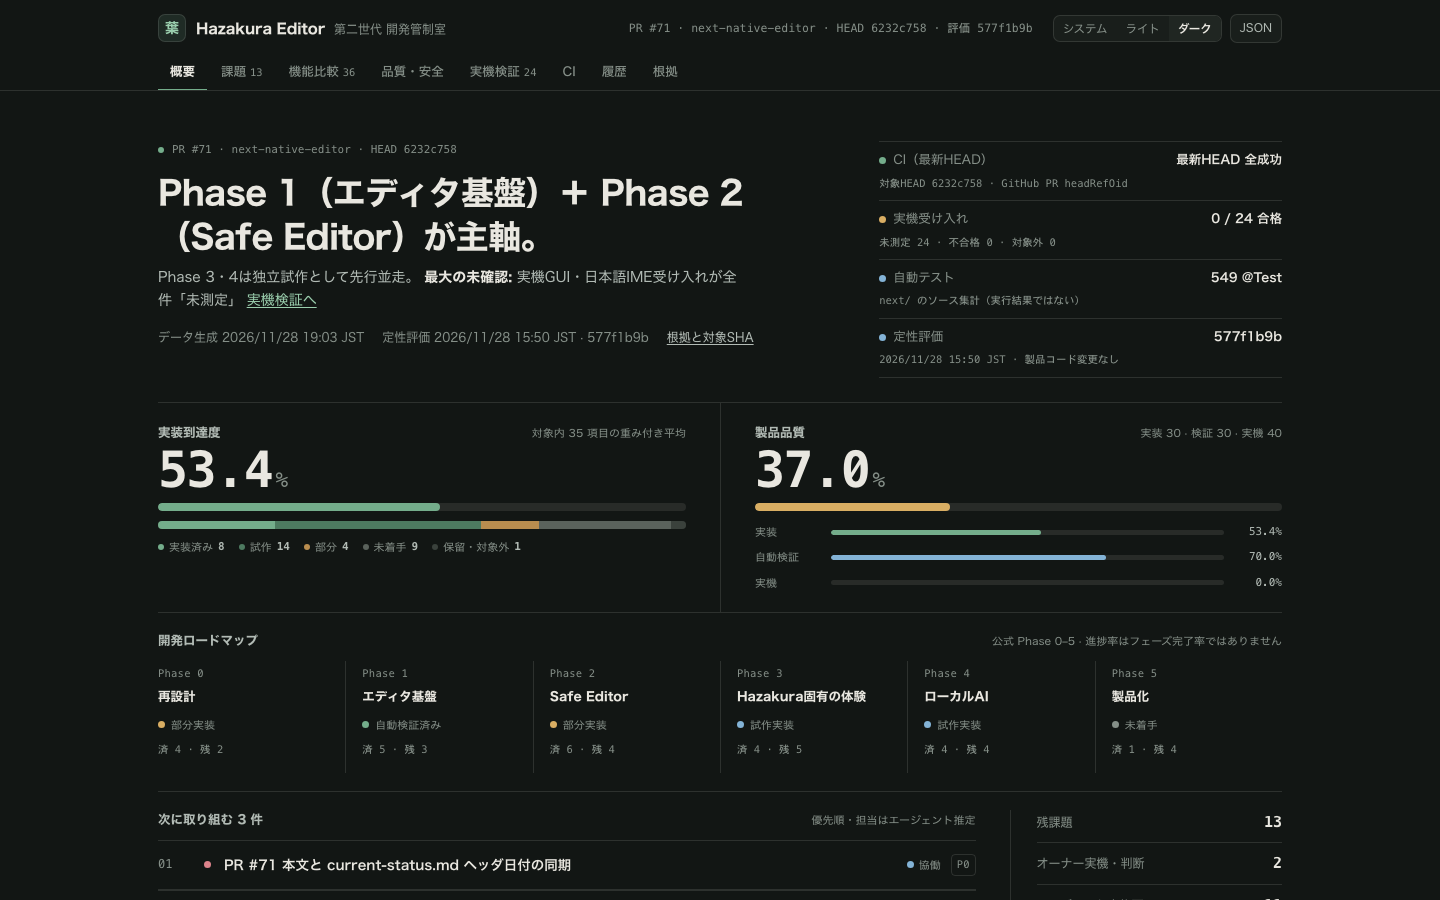 葉 Hazakura Editor 第二世代 開発管制室
PR #71 · next-native-editor · HEAD 6232c758 · 評価 577f1b9b
システム ライト ダーク JSON
概要 課題 13 機能比較 36 品質・安全 実機検証 24 CI 履歴 根拠
PR #71 · next-native-editor · HEAD 6232c758
Phase 1（エディタ基盤）＋ Phase 2
（Safe Editor）が主軸。
Phase 3・4は独立試作として先行並走。 最大の未確認: 実機GUI・日本語IME受け入れが全
件「未測定」 実機検証へ
データ生成 2026/11/28 19:03 JST 定性評価 2026/11/28 15:50 JST · 577f1b9b 根拠と対象SHA
CI（最新HEAD） 最新HEAD 全成功
対象HEAD 6232c758 · GitHub PR headRefOid
実機受け入れ 0 / 24 合格
未測定 24 · 不合格 0 · 対象外 0
自動テスト 549 @Test
next/ のソース集計（実行結果ではない）
定性評価 577f1b9b
2026/11/28 15:50 JST · 製品コード変更なし
実装到達度 対象内 35 項目の重み付き平均
53.4%
実装済み 8 試作 14 部分 4 未着手 9 保留・対象外 1
製品品質 実装 30 · 検証 30 · 実機 40
37.0%
実装 53.4%
自動検証 70.0%
実機 0.0%
開発ロードマップ 公式 Phase 0–5 · 進捗率はフェーズ完了率ではありません
Phase 0
再設計
部分実装
済 4 · 残 2
Phase 1
エディタ基盤
自動検証済み
済 5 · 残 3
Phase 2
Safe Editor
部分実装
済 6 · 残 4
Phase 3
Hazakura固有の体験
試作実装
済 4 · 残 5
Phase 4
ローカルAI
試作実装
済 4 · 残 4
Phase 5
製品化
未着手
済 1 · 残 4
次に取り組む 3 件 優先順・担当はエージェント推定
01 PR #71 本文と current-status.md ヘッダ日付の同期 協働 P0
残課題 13
オーナー実機・判断 2